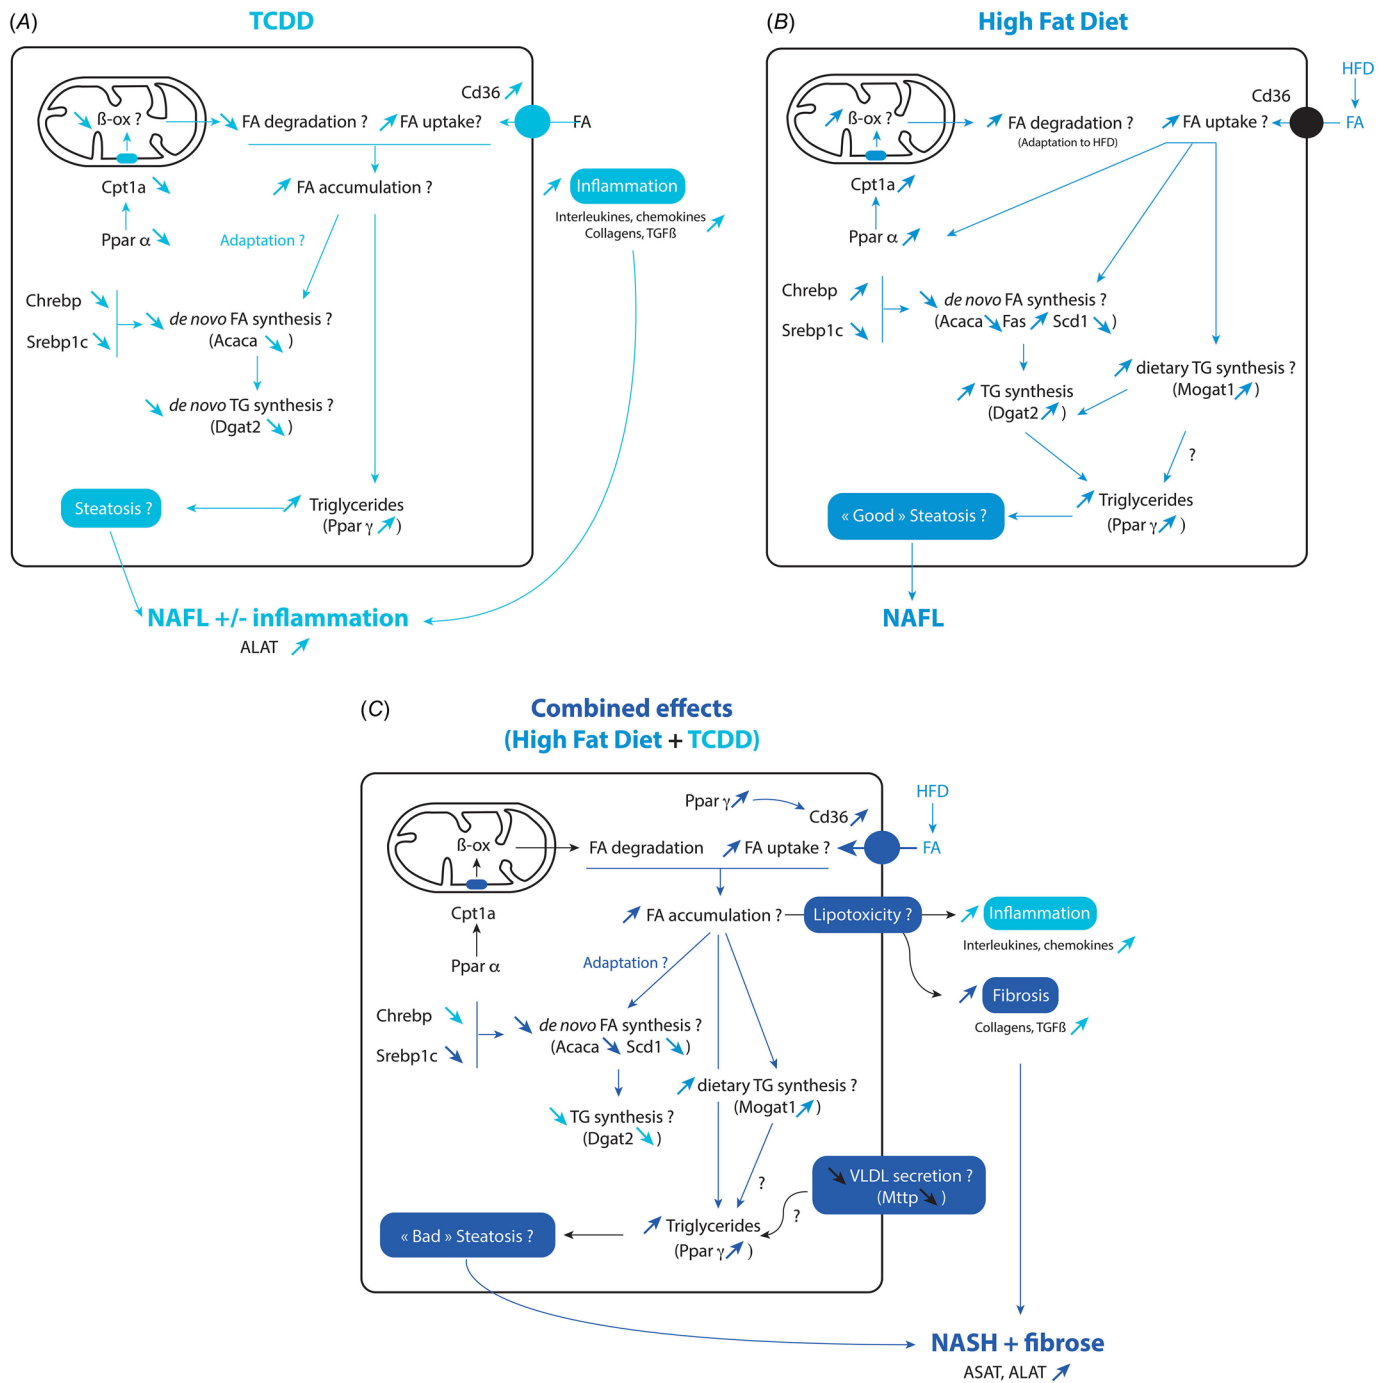 (A)
TCDD
Cd36
ß-ox ?
FA degradation ?
FA uptake?
FA
Cpt1a
FA accumulation ?
Inflammation
Interleukines, chemokines
Collagens, TGFß
Ppar α
Adaptation ?
Chrebp
Srebp1c
de novo FA synthesis ?
(Acaca )
de novo TG synthesis ?
(Dgat2 )
Steatosis ?
Triglycerides
(Ppar γ )
NAFL +/- inflammation
ALAT
(B)
High Fat Diet
HFD
Cd36
ß-ox ?
FA degradation ?
(Adaptation to HFD)
FA uptake ?
FA
Cpt1a
Ppar α
Chrebp
Srebp1c
de novo FA synthesis ?
(Acaca Fas Scd1 )
dietary TG synthesis ?
(Mogat1 )
TG synthesis
(Dgat2 )
?
Triglycerides
(Ppar γ )
« Good » Steatosis ?
NAFL
(C)
Combined effects
(High Fat Diet + TCDD)
Ppar γ
Cd36
HFD
ß-ox
FA degradation
FA uptake ?
FA
Cpt1a
FA accumulation ?
Lipotoxicity ?
Inflammation
Interleukines, chemokines
Ppar α
Adaptation ?
Fibrosis
Collagens, TGFß
Chrebp
Srebp1c
de novo FA synthesis ?
(Acaca Scd1 )
dietary TG synthesis ?
(Mogat1 )
TG synthesis ?
(Dgat2 )
VLDL secretion ?
(Mttp )
?
?
Triglycerides
(Ppar γ )
« Bad » Steatosis ?
NASH + fibrose
ASAT, ALAT